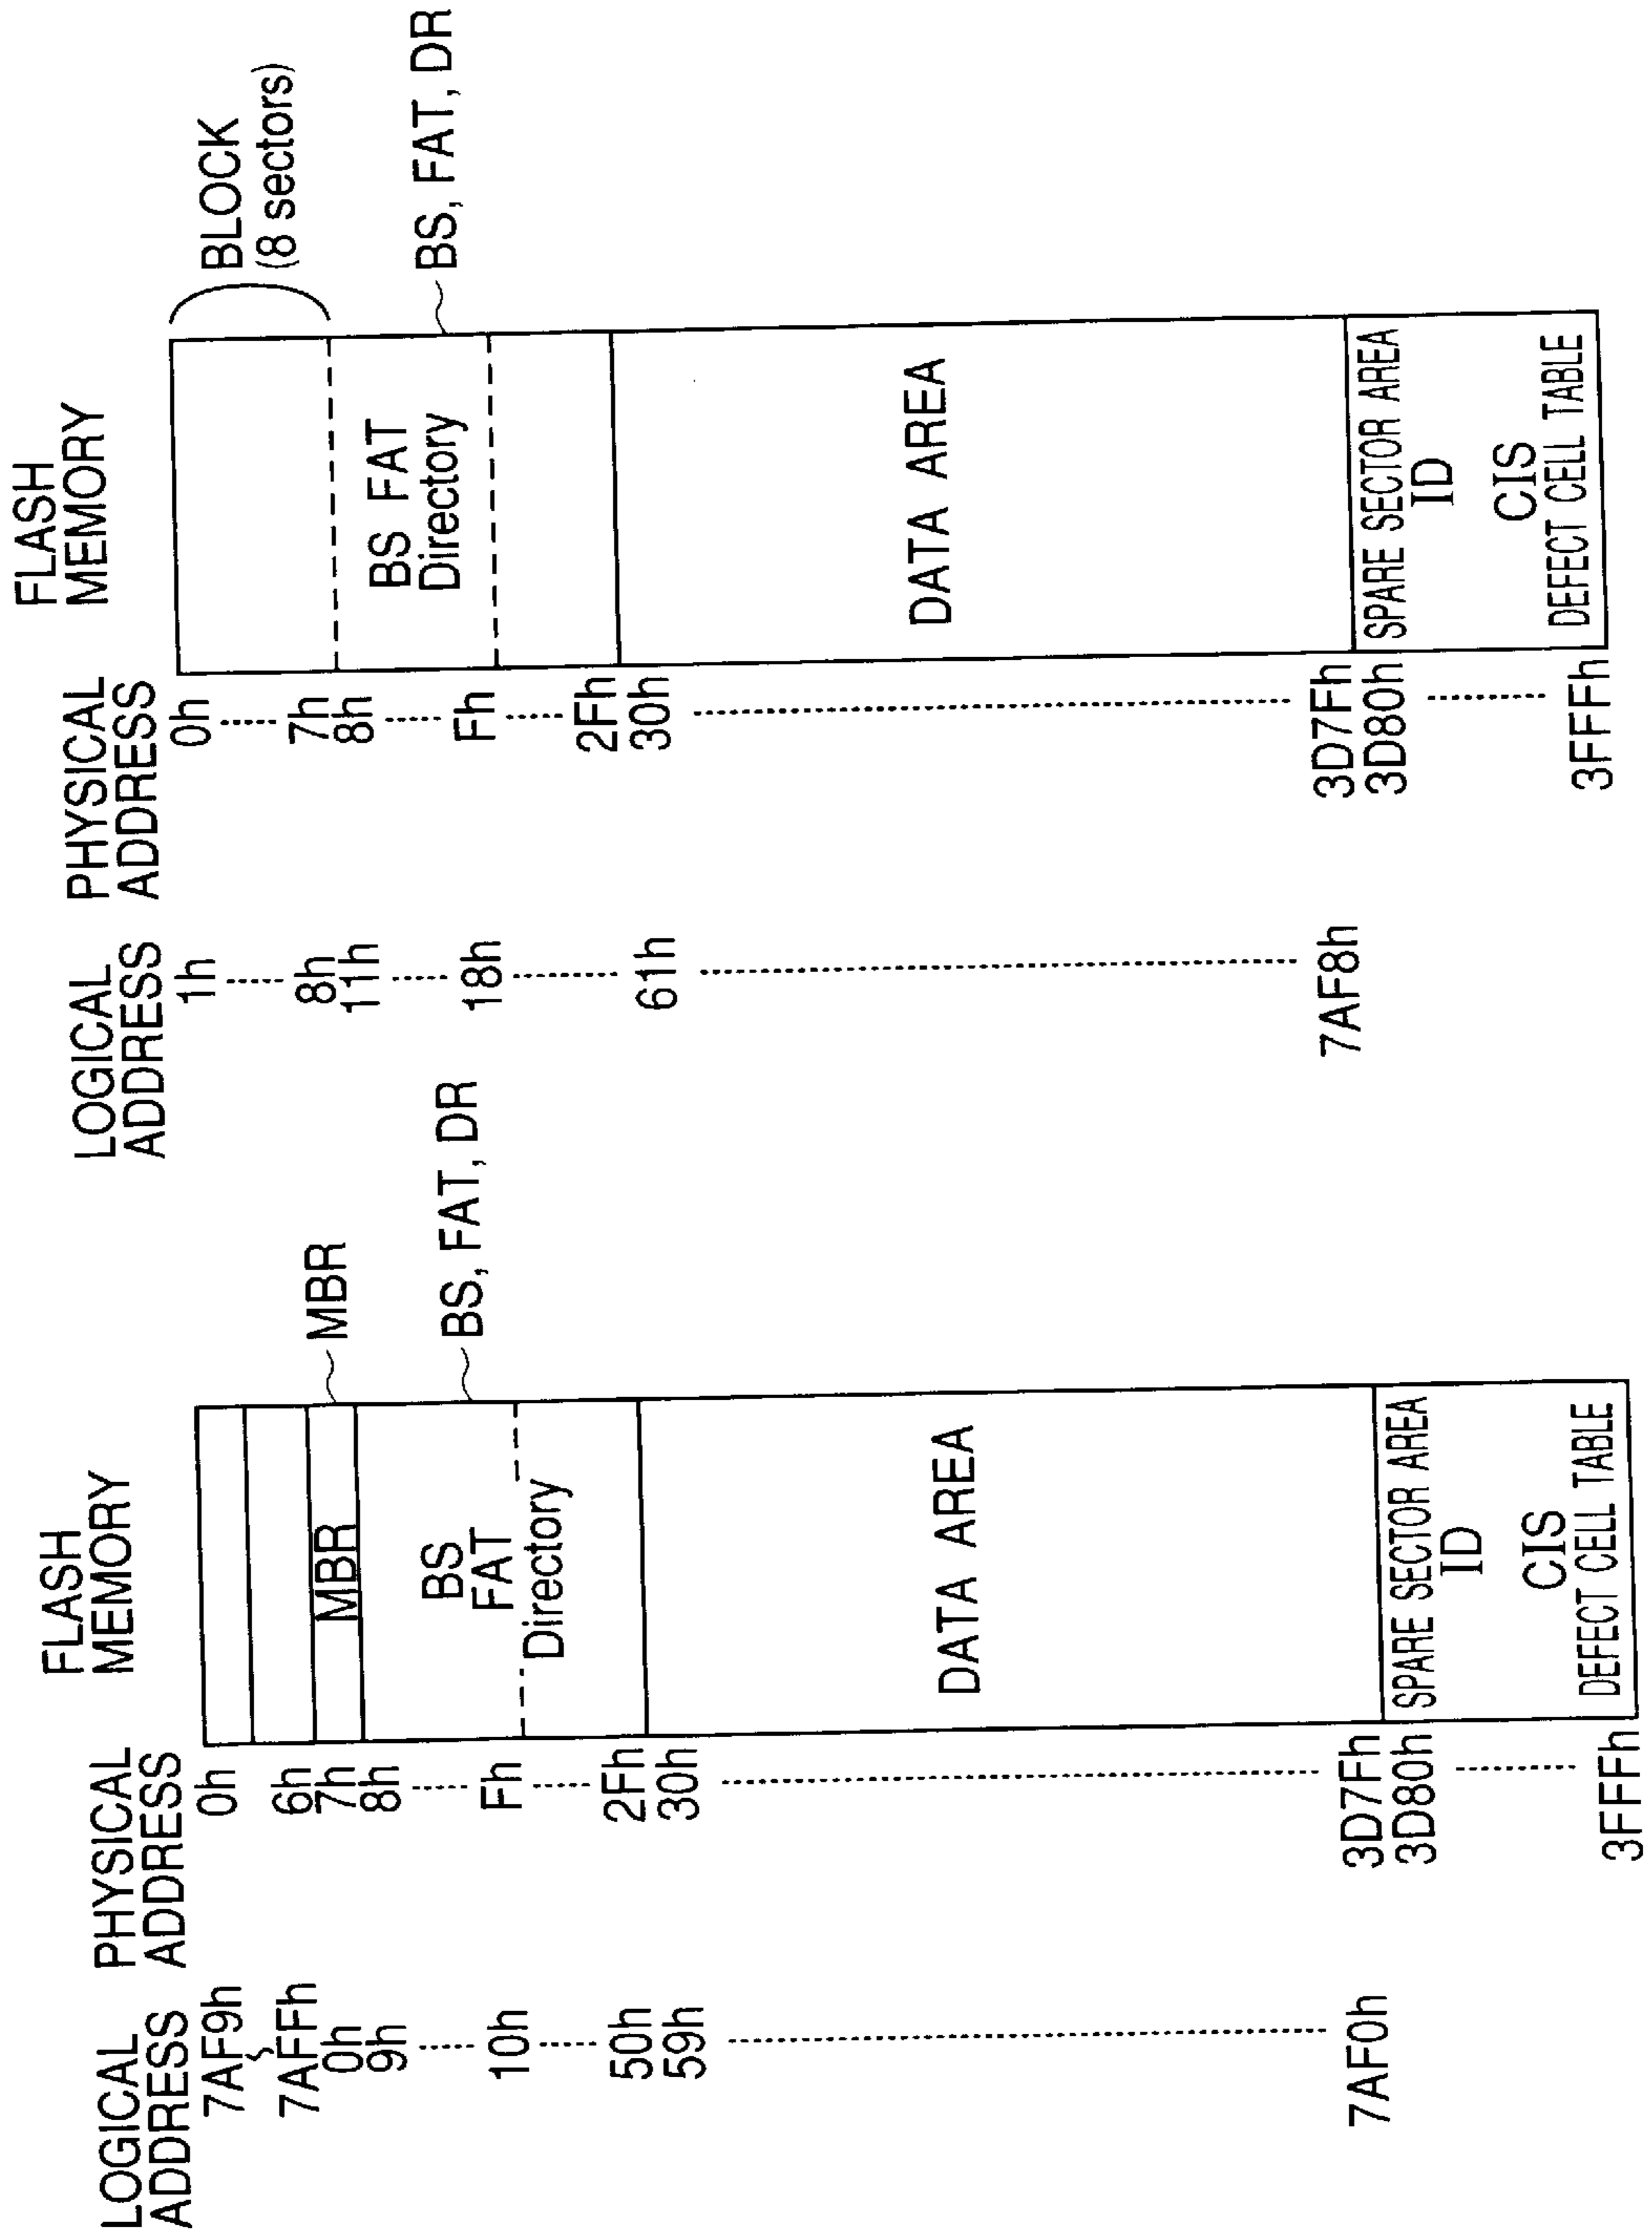 LOGICAL
ADDRESS
7AF9h
7AFFh
0h
9h
10h
50h
59h
7AF0h
PHYSICAL
ADDRESS
0h
6h
7h
8h
Fh
2Fh
30h
3D7Fh
3D80h
3FFFh
FLASH
MEMORY
MBR
BS
FAT
Directory
DATA AREA
SPARE SECTOR AREA
ID
CIS
DEFECT CELL TABLE
MBR
BS, FAT, DR
LOGICAL
ADDRESS
1h
8h
11h
18h
61h
7AF8h
PHYSICAL
ADDRESS
0h
7h
8h
Fh
2Fh
30h
3D7Fh
3D80h
3FFFh
FLASH
MEMORY
BS FAT
Directory
DATA AREA
SPARE SECTOR AREA
ID
CIS
DEFECT CELL TABLE
BLOCK
(8 sectors)
BS, FAT, DR